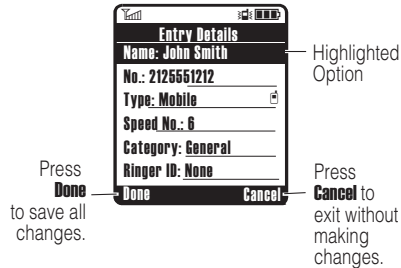 Entry Details
Name: John Smith
No.: 2125551212
Type: Mobile
Speed No.: 6
Category: General
Ringer ID: None
Done
Cancel
Highlighted
Option
Press
Done
to save all
changes.
Press
Cancel to
exit without
making
changes.